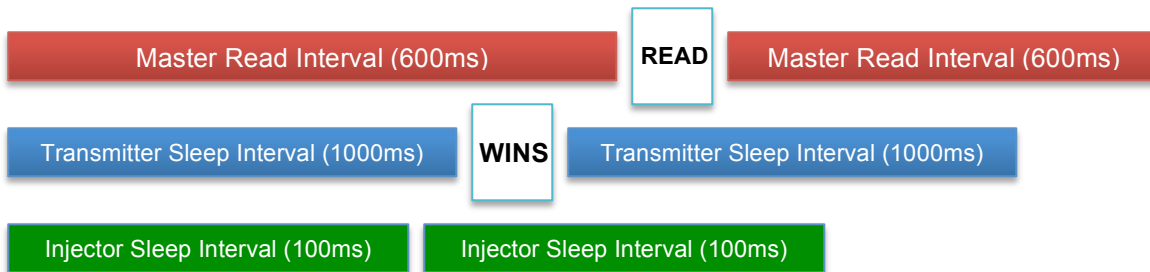 Master Read Interval (600ms) READ Master Read Interval (600ms)
Transmitter Sleep Interval (1000ms) WINS Transmitter Sleep Interval (1000ms)
Injector Sleep Interval (100ms) Injector Sleep Interval (100ms)